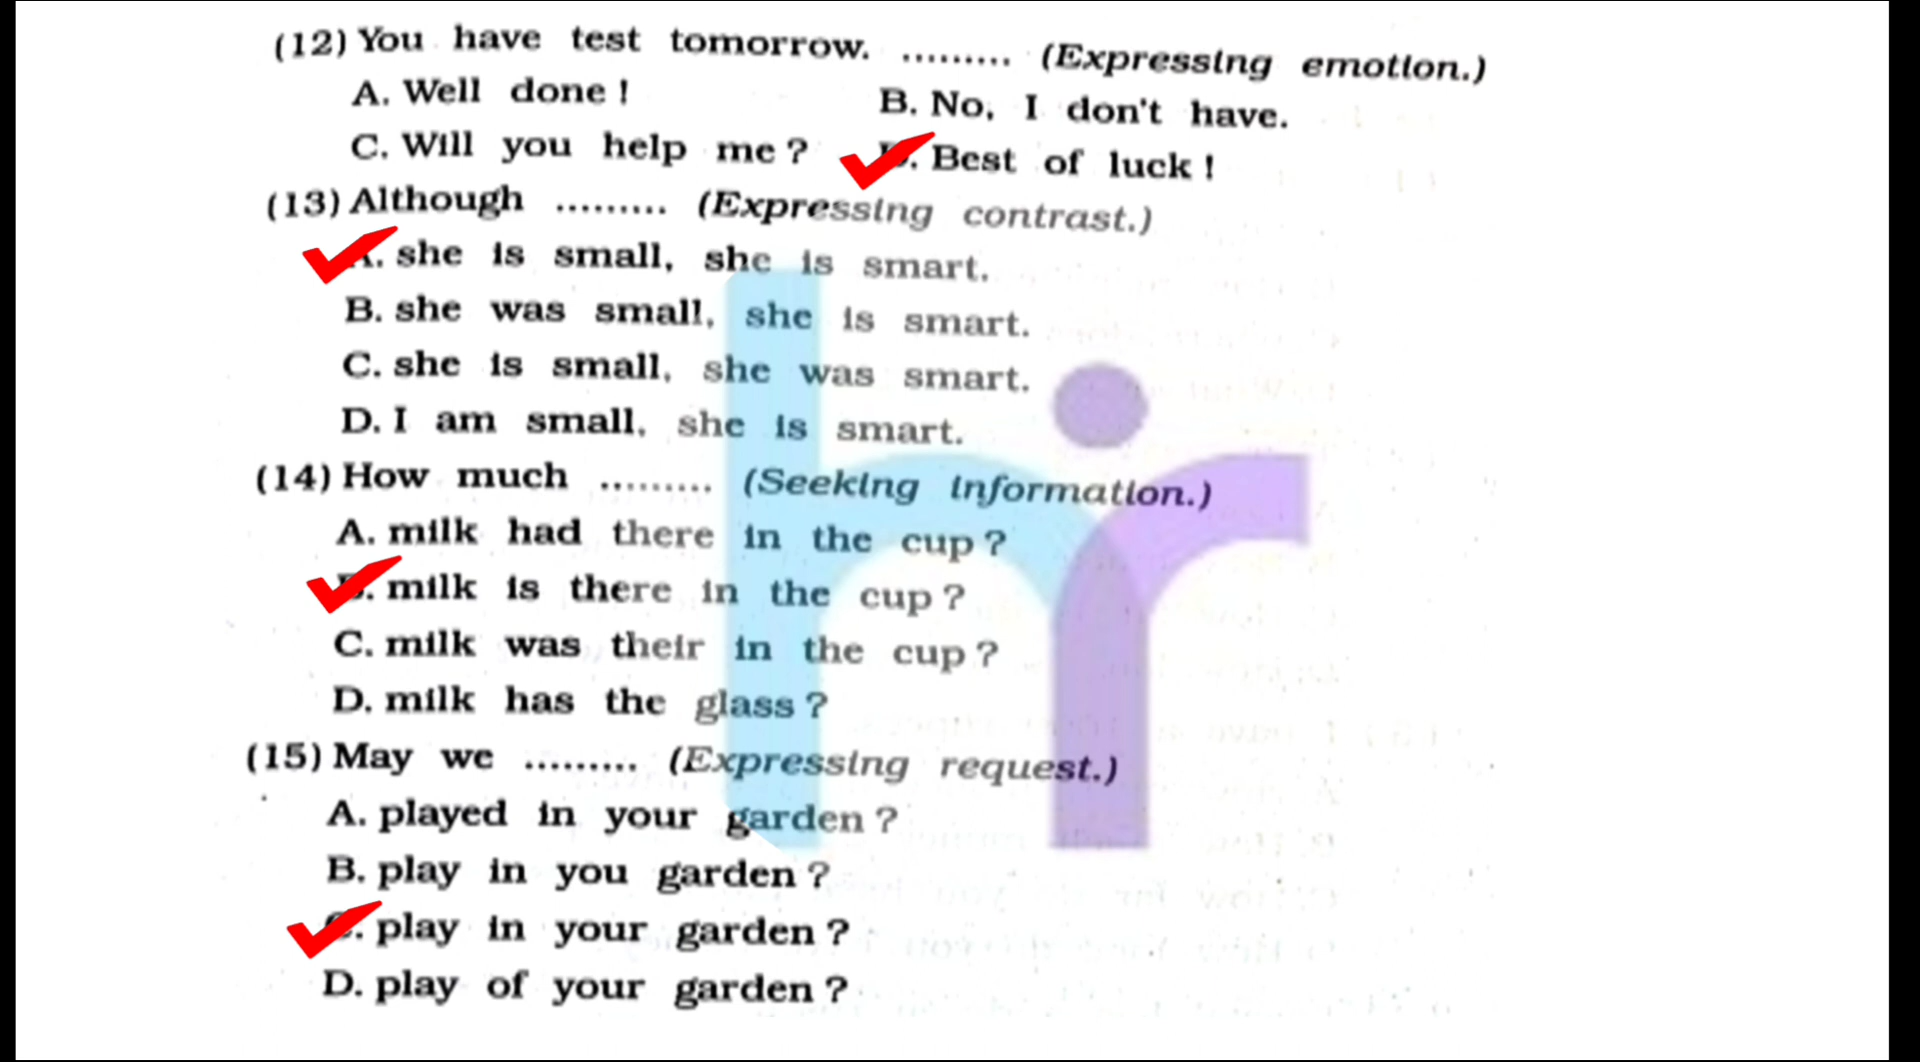 (12) You have test tomorrow. ......... (Expressing emotion.)
A. Well done !
B. No, I don't have.
C. Will you help me ?
D. Best of luck !
(13) Although ......... (Expressing contrast.)
A. she is small, she is smart.
B. she was small, she is smart.
C. she is small, she was smart.
D. I am small, she is smart.
(14) How much ......... (Seeking information.)
A. milk had there in the cup ?
B. milk is there in the cup ?
C. milk was their in the cup ?
D. milk has the glass ?
(15) May we ......... (Expressing request.)
A. played in your garden ?
B. play in you garden ?
C. play in your garden ?
D. play of your garden ?